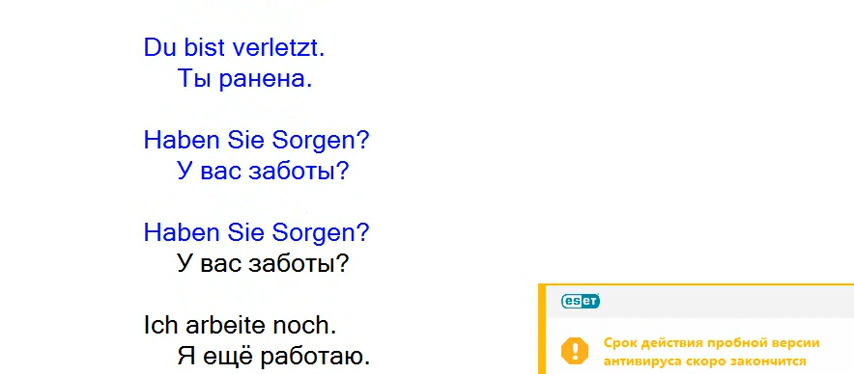 Du bist verletzt.
Ты ранена.
Haben Sie Sorgen?
У вас заботы?
Haben Sie Sorgen?
У вас заботы?
Ich arbeite noch.
Я ещё работаю.
eset
Срок действия пробной версии
антивируса скоро закончится